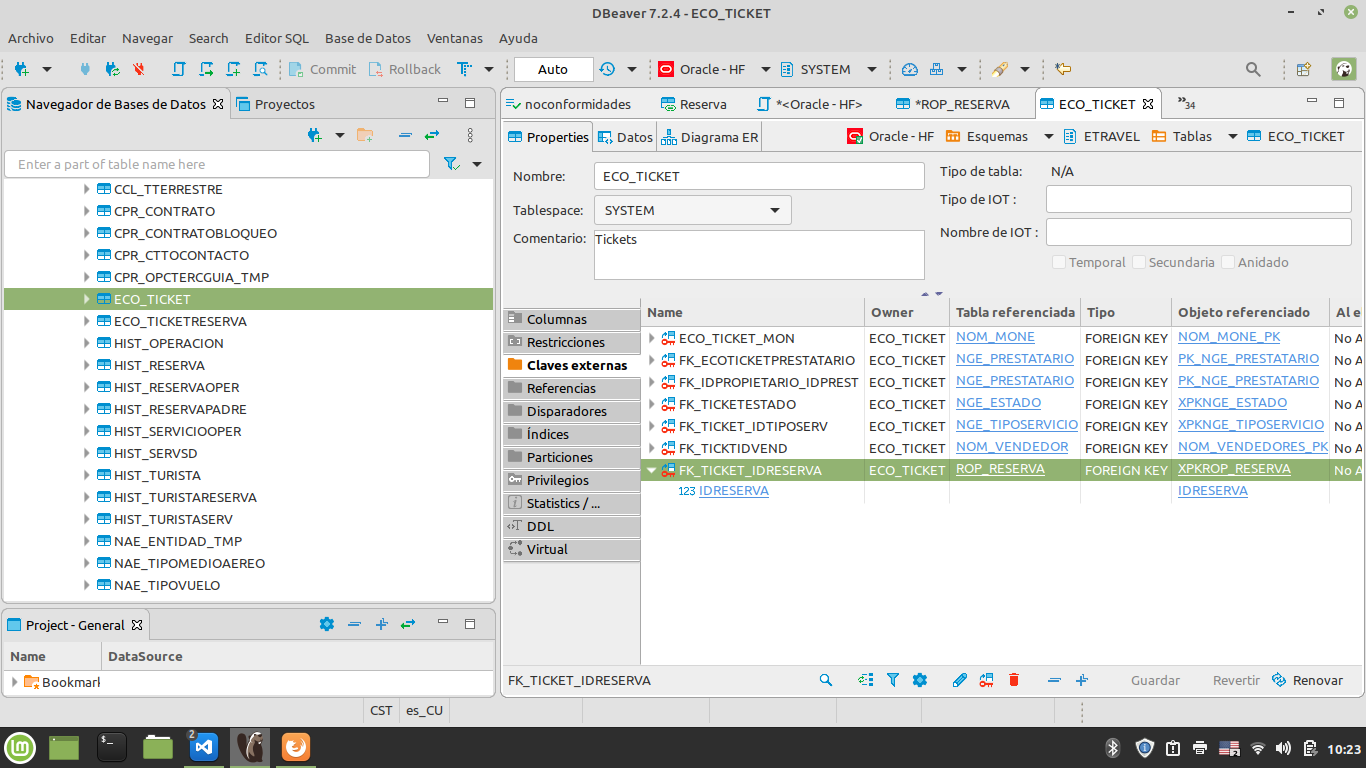 DBeaver 7.2.4 - ECO_TICKET
Archivo Editar Navegar Search Editor SQL Base de Datos Ventanas Ayuda
Commit Rollback Auto Oracle - HF SYSTEM
Navegador de Bases de Datos Proyectos
Enter a part of table name here
CCL_TTERRESTRE
CPR_CONTRATO
CPR_CONTRATOBLOQUEO
CPR_CTTOCONTACTO
CPR_OPCTERCGUIA_TMP
ECO_TICKET
ECO_TICKETRESERVA
HIST_OPERACION
HIST_RESERVA
HIST_RESERVAOPER
HIST_RESERVAPADRE
HIST_SERVICIOOPER
HIST_SERVSD
HIST_TURISTA
HIST_TURISTARESERVA
HIST_TURISTASERV
NAE_ENTIDAD_TMP
NAE_TIPOMEDIOAEREO
NAE_TIPOVUELO
Project - General
Name DataSource
Bookmark
noconformidades Reserva *<Oracle - HF> *ROP_RESERVA ECO_TICKET »34
Properties Datos Diagrama ER Oracle - HF Esquemas ETRAVEL Tablas ECO_TICKET
Nombre: ECO_TICKET Tipo de tabla: N/A
Tablespace: SYSTEM Tipo de IOT :
Comentario: Tickets Nombre de IOT :
Temporal Secundaria Anidado
Columnas
Restricciones
Claves externas
Referencias
Disparadores
Índices
Particiones
Privilegios
Statistics / ...
DDL
Virtual
Name Owner Tabla referenciada Tipo Objeto referenciado Al e
ECO_TICKET_MON ECO_TICKET NOM_MONE FOREIGN KEY NOM_MONE_PK No A
FK_ECOTICKETPRESTATARIO ECO_TICKET NGE_PRESTATARIO FOREIGN KEY PK_NGE_PRESTATARIO No A
FK_IDPROPIETARIO_IDPREST ECO_TICKET NGE_PRESTATARIO FOREIGN KEY PK_NGE_PRESTATARIO No A
FK_TICKETESTADO ECO_TICKET NGE_ESTADO FOREIGN KEY XPKNGE_ESTADO No A
FK_TICKET_IDTIPOSERV ECO_TICKET NGE_TIPOSERVICIO FOREIGN KEY XPKNGE_TIPOSERVICIO No A
FK_TICKTIDVEND ECO_TICKET NOM_VENDEDOR FOREIGN KEY NOM_VENDEDORES_PK No A
FK_TICKET_IDRESERVA ECO_TICKET ROP_RESERVA FOREIGN KEY XPKROP_RESERVA No A
123 IDRESERVA IDRESERVA
FK_TICKET_IDRESERVA Guardar Revertir Renovar
CST es_CU
2 10:23